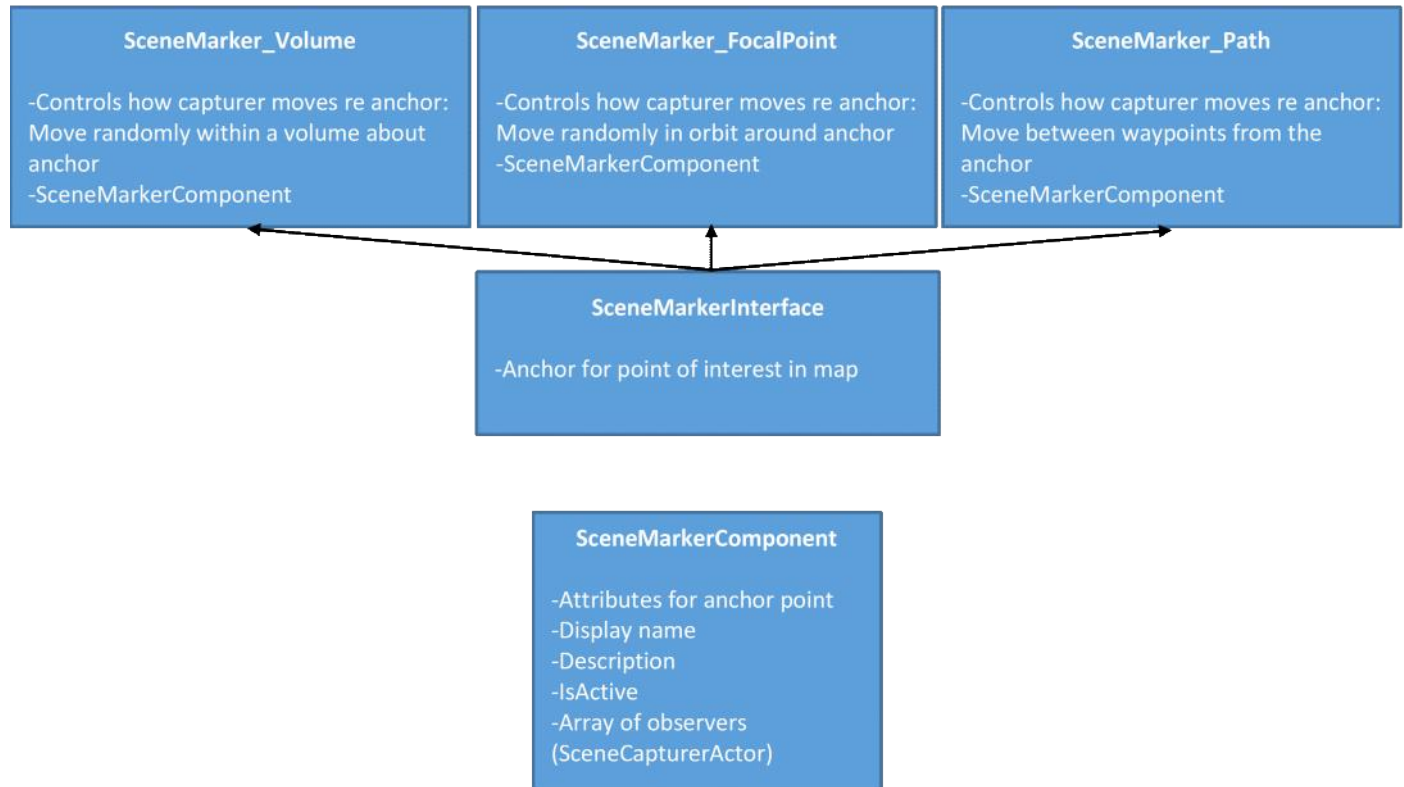 SceneMarker_Volume
-Controls how capturer moves re anchor:
Move randomly within a volume about
anchor
-SceneMarkerComponent
SceneMarker_FocalPoint
-Controls how capturer moves re anchor:
Move randomly in orbit around anchor
-SceneMarkerComponent
SceneMarker_Path
-Controls how capturer moves re anchor:
Move between waypoints from the
anchor
-SceneMarkerComponent
SceneMarkerInterface
-Anchor for point of interest in map
SceneMarkerComponent
-Attributes for anchor point
-Display name
-Description
-IsActive
-Array of observers
(SceneCapturerActor)